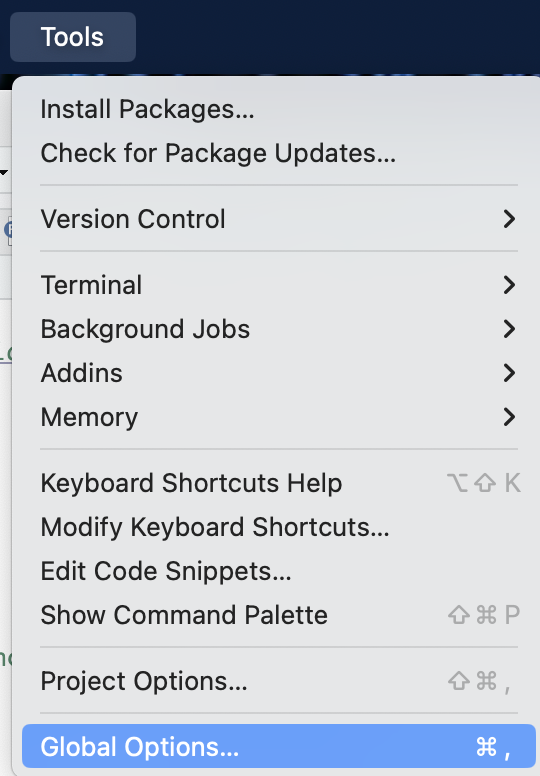 Tools
Install Packages...
Check for Package Updates...
Version Control
Terminal
Background Jobs
Addins
Memory
Keyboard Shortcuts Help ⌥⇧ K
Modify Keyboard Shortcuts...
Edit Code Snippets...
Show Command Palette ⇧⌘ P
Project Options... ⇧⌘ ,
Global Options... ⌘ ,